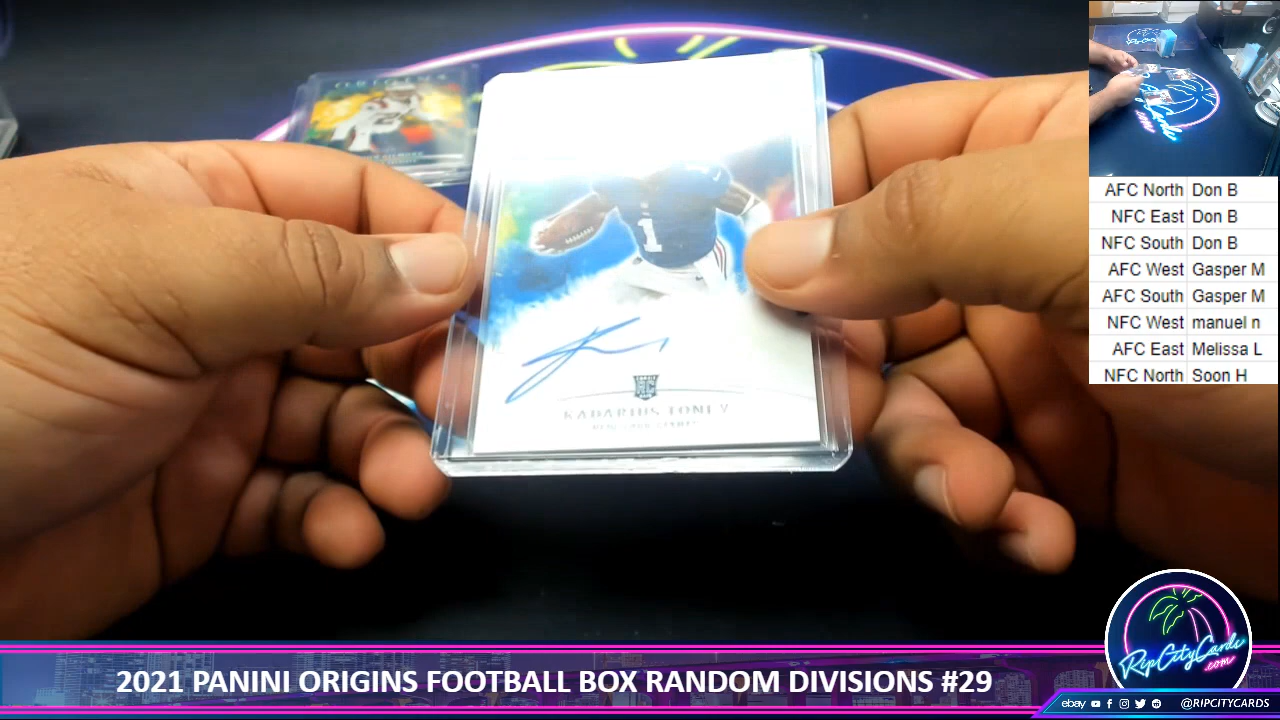 1
RC
KADARIUS TONEY
AFC North Don B
NFC East Don B
NFC South Don B
AFC West Gasper M
AFC South Gasper M
NFC West manuel n
AFC East Melissa L
NFC North Soon H
RipCityCards
.com
2021 PANINI ORIGINS FOOTBALL BOX RANDOM DIVISIONS #29
ebay @RIPCITYCARDS